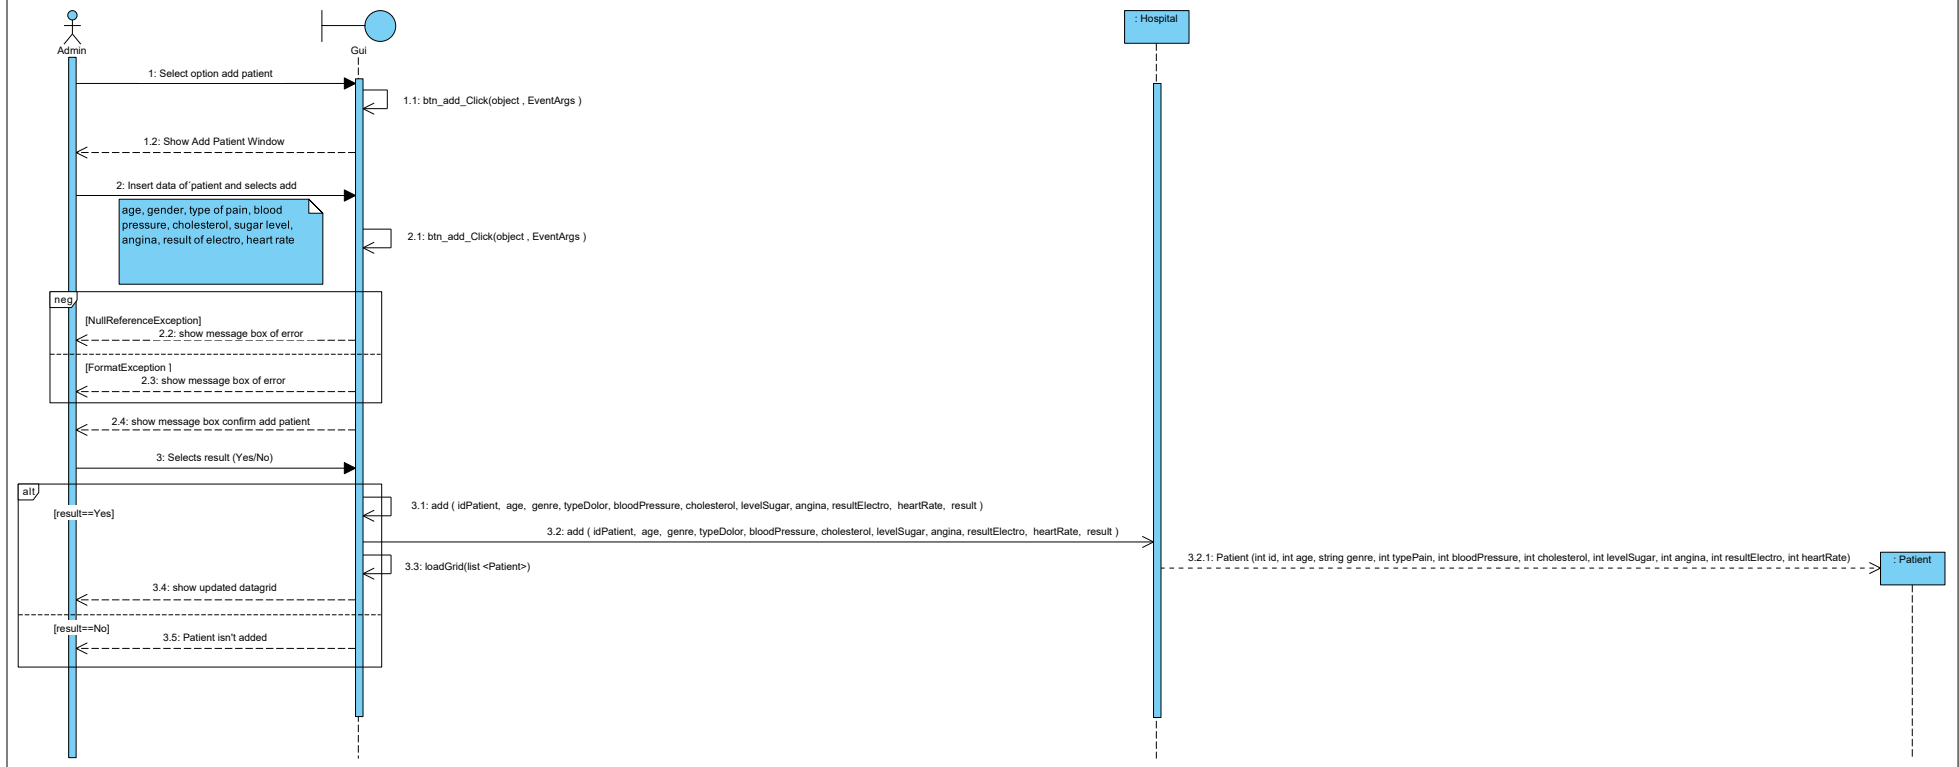 Admin
Gui
: Hospital
1: Select option add patient
1.1: btn_add_Click(object , EventArgs )
1.2: Show Add Patient Window
2: Insert data of´patient and selects add
age, gender, type of pain, blood
pressure, cholesterol, sugar level,
angina, result of electro, heart rate
2.1: btn_add_Click(object , EventArgs )
neg
[NullReferenceException]
2.2: show message box of error
[FormatException ]
2.3: show message box of error
2.4: show message box confirm add patient
3: Selects result (Yes/No)
alt
[result==Yes]
3.1: add ( idPatient, age, genre, typeDolor, bloodPressure, cholesterol, levelSugar, angina, resultElectro, heartRate, result )
3.2: add ( idPatient, age, genre, typeDolor, bloodPressure, cholesterol, levelSugar, angina, resultElectro, heartRate, result )
3.2.1: Patient (int id, int age, string genre, int typePain, int bloodPressure, int cholesterol, int levelSugar, int angina, int resultElectro, int heartRate)
: Patient
3.3: loadGrid(list <Patient>)
3.4: show updated datagrid
[result==No]
3.5: Patient isn't added